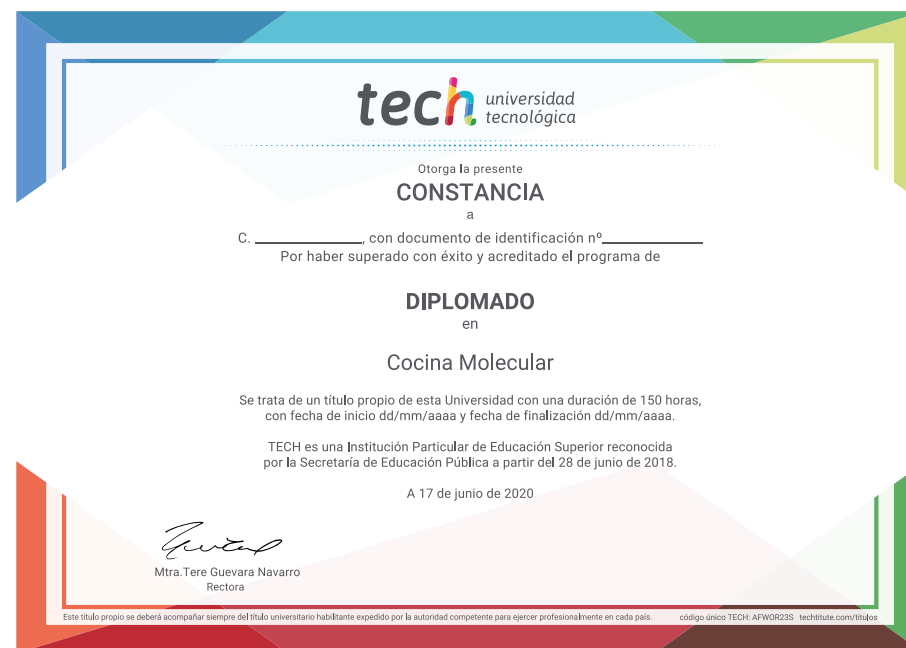 tech universidad
tecnológica
Otorga la presente
CONSTANCIA
a
C. ____________, con documento de identificación nº____________
Por haber superado con éxito y acreditado el programa de
DIPLOMADO
en
Cocina Molecular
Se trata de un título propio de esta Universidad con una duración de 150 horas,
con fecha de inicio dd/mm/aaaa y fecha de finalización dd/mm/aaaa.
TECH es una Institución Particular de Educación Superior reconocida
por la Secretaría de Educación Pública a partir del 28 de junio de 2018.
A 17 de junio de 2020
Mtra.Tere Guevara Navarro
Rectora
Este título propio se deberá acompañar siempre del título universitario habilitante expedido por la autoridad competente para ejercer profesionalmente en cada país. código único TECH: AFWOR23S techtitute.com/titulos